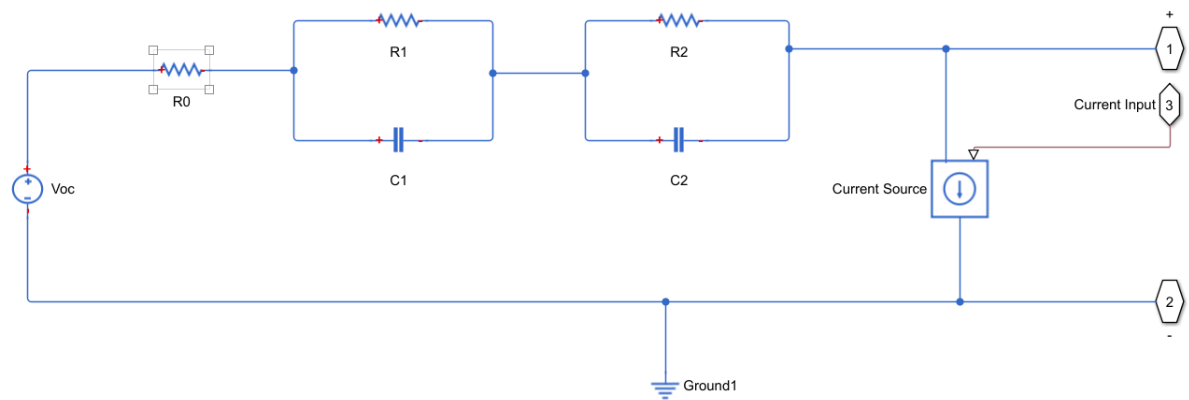 R1
R2
+
1
R0
Current Input
3
C1
C2
Voc
Current Source
2
-
Ground1